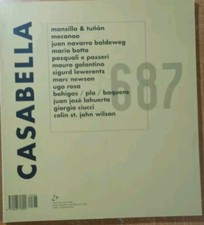 CASABELLA
687
mansilla & tuñón
mecanoo
juan navarro baldeweg
mario botta
pasquali e passeri
mauro galantino
sigurd lewerentz
marc newson
ugo rosa
bohigas / pla / baquero
juan josé lahuerta
giorgio ciucci
colin st. john wilson